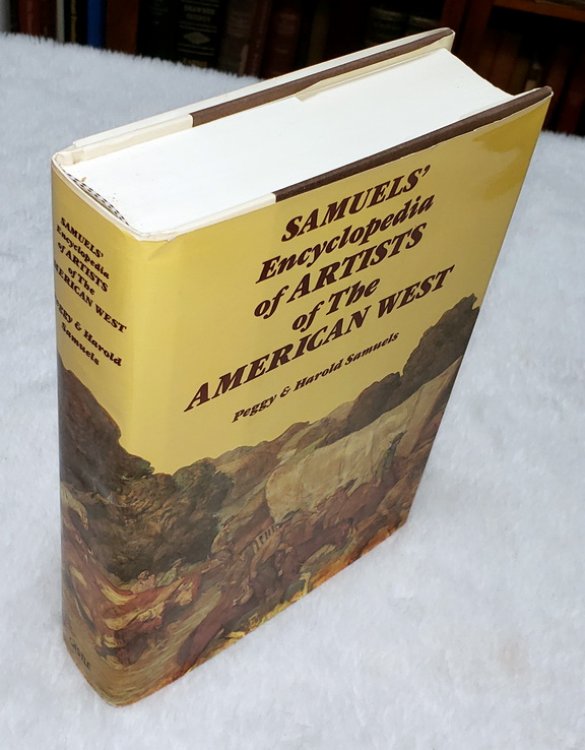 SAMUELS'
Encyclopedia
of ARTISTS
of The
AMERICAN WEST
Peggy & Harold
Samuels
SAMUELS'
Encyclopedia
of ARTISTS
of The
AMERICAN WEST
Peggy & Harold Samuels